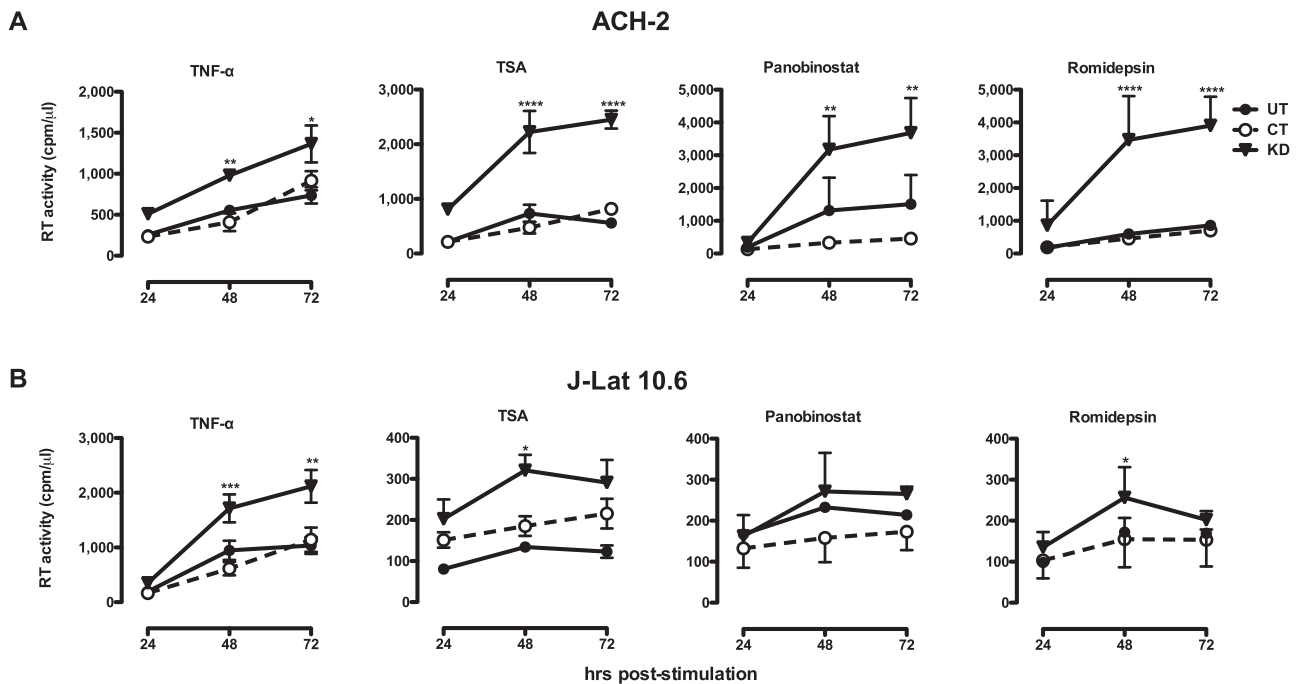 A
ACH-2
TNF-α
TSA
Panobinostat
Romidepsin
RT activity (cpm/µl)
2,000
1,500
1,000
500
0
**
*
24 48 72
3,000
2,000
1,000
0
****
****
24 48 72
5,000
4,000
3,000
2,000
1,000
0
**
**
24 48 72
5,000
4,000
3,000
2,000
1,000
0
****
****
24 48 72
UT
CT
KD
B
J-Lat 10.6
TNF-α
TSA
Panobinostat
Romidepsin
RT activity (cpm/µl)
3,000
2,000
1,000
0
***
**
24 48 72
400
300
200
100
0
*
24 48 72
400
300
200
100
0
24 48 72
400
300
200
100
0
*
24 48 72
hrs post-stimulation